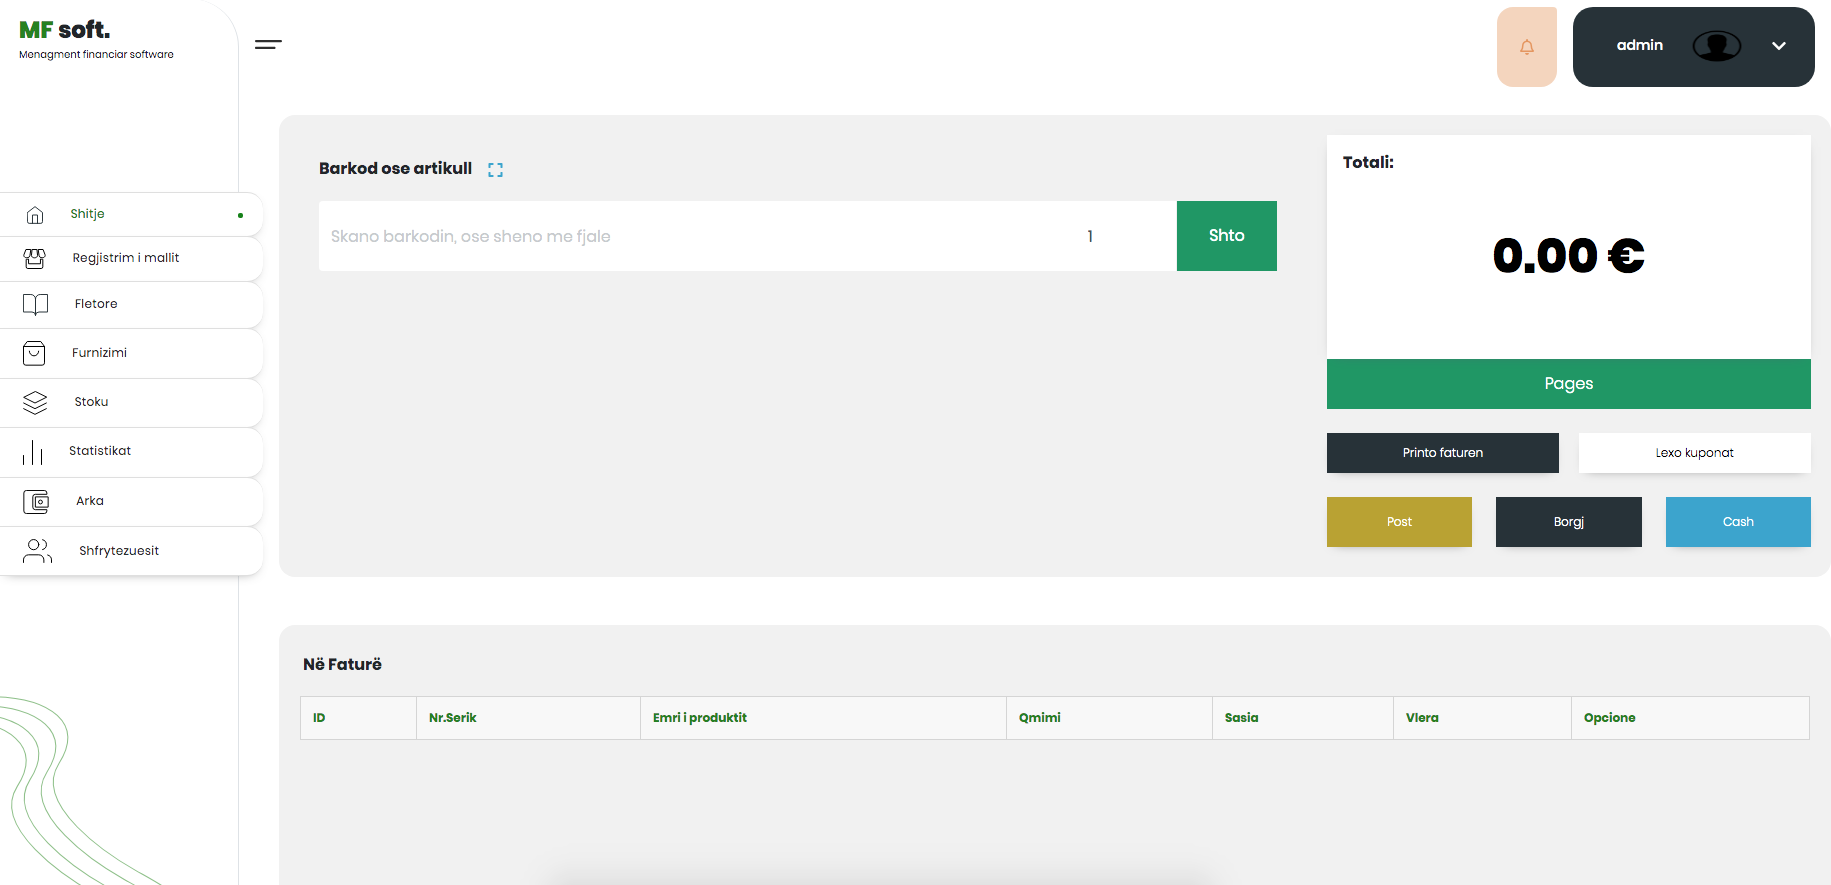 MF soft.
Menagment financiar software
admin
Shitje
Regjistrim i mallit
Fletore
Furnizimi
Stoku
Statistikat
Arka
Shfrytezuesit
Barkod ose artikull
Skano barkodin, ose sheno me fjale
1
Shto
Totali:
0.00 €
Pages
Printo faturen
Lexo kuponat
Post
Borgj
Cash
Në Faturë
ID
Nr.Serik
Emri i produktit
Qmimi
Sasia
Vlera
Opcione